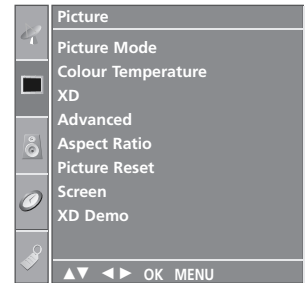 Picture
Picture Mode
Colour Temperature
XD
Advanced
Aspect Ratio
Picture Reset
Screen
XD Demo
▲▼ ◄► OK MENU